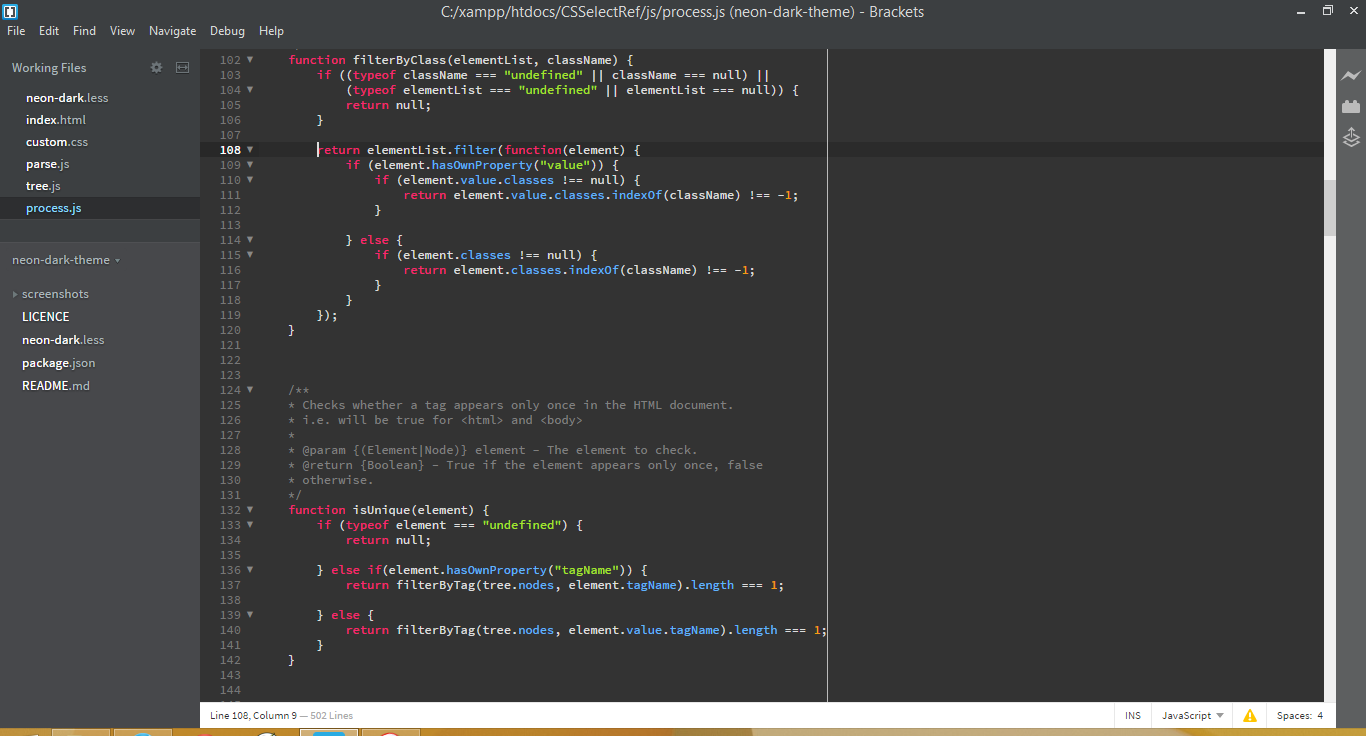 C:/xampp/htdocs/CSSelectRef/js/process.js (neon-dark-theme) - Brackets
File Edit Find View Navigate Debug Help
Working Files
neon-dark.less
index.html
custom.css
parse.js
tree.js
process.js
neon-dark-theme
screenshots
LICENCE
neon-dark.less
package.json
README.md
102 function filterByClass(elementList, className) {
103 if ((typeof className === "undefined" || className === null) ||
104 (typeof elementList === "undefined" || elementList === null)) {
105 return null;
106 }
107
108 return elementList.filter(function(element) {
109 if (element.hasOwnProperty("value")) {
110 if (element.value.classes !== null) {
111 return element.value.classes.indexOf(className) !== -1;
112 }
113
114 } else {
115 if (element.classes !== null) {
116 return element.classes.indexOf(className) !== -1;
117 }
118 }
119 });
120 }
121
122
123
124 /**
125 * Checks whether a tag appears only once in the HTML document.
126 * i.e. will be true for <html> and <body>
127 *
128 * @param {(Element|Node)} element - The element to check.
129 * @return {Boolean} - True if the element appears only once, false
130 * otherwise.
131 */
132 function isUnique(element) {
133 if (typeof element === "undefined") {
134 return null;
135
136 } else if(element.hasOwnProperty("tagName")) {
137 return filterByTag(tree.nodes, element.tagName).length === 1;
138
139 } else {
140 return filterByTag(tree.nodes, element.value.tagName).length === 1;
141 }
142 }
143
144
Line 108, Column 9 — 502 Lines
INS JavaScript Spaces: 4